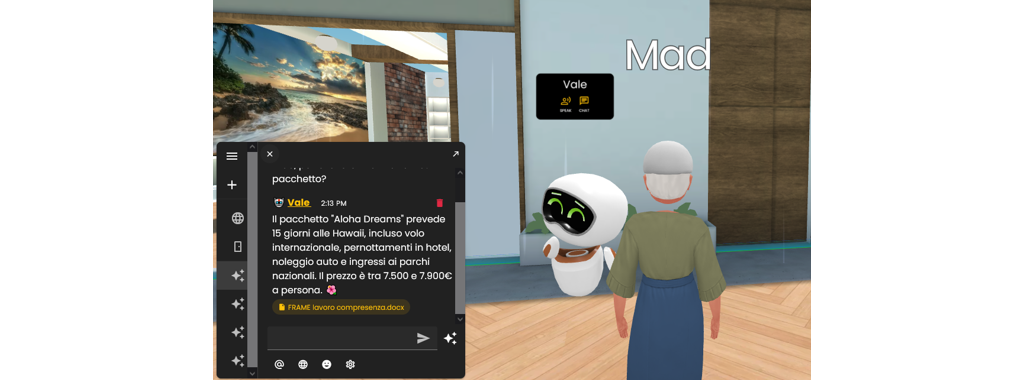 Mad
Vale
SPEAK CHAT
pacchetto?
Vale 2:13 PM
Il pacchetto "Aloha Dreams" prevede
15 giorni alle Hawaii, incluso volo
internazionale, pernottamenti in hotel,
noleggio auto e ingressi ai parchi
nazionali. Il prezzo è tra 7.500 e 7.900€
a persona. 🌺
FRAME lavoro compresenza.docx